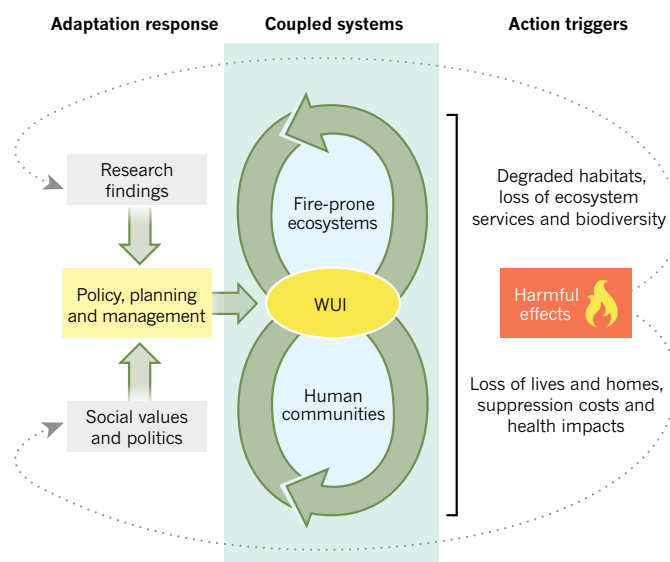 Adaptation response
Coupled systems
Action triggers
Research
findings
Policy, planning
and management
Social values
and politics
Fire-prone
ecosystems
WUI
Human
communities
Degraded habitats,
loss of ecosystem
services and biodiversity
Harmful
effects
Loss of lives and homes,
suppression costs and
health impacts